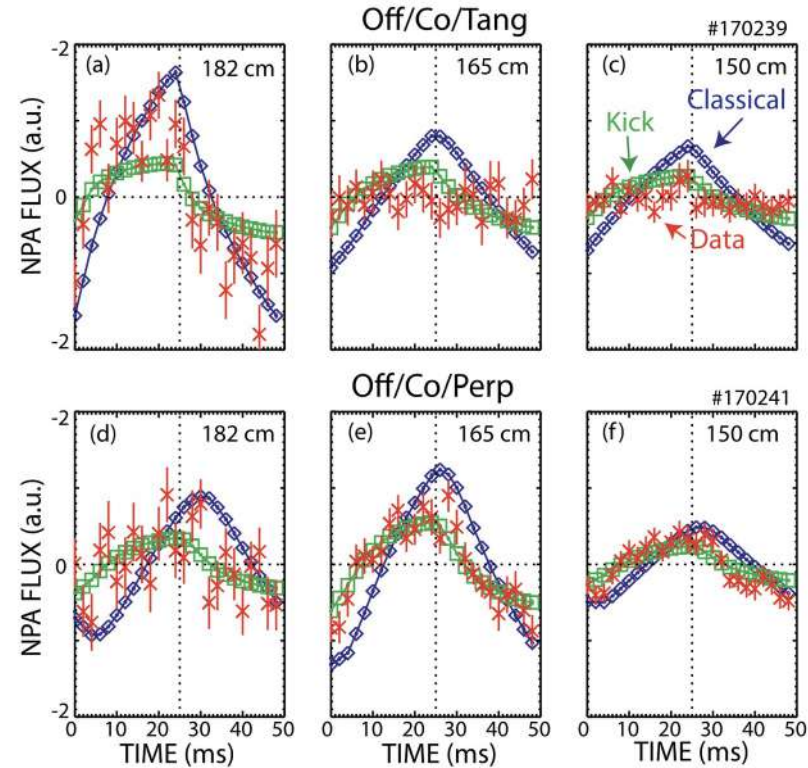 Off/Co/Tang
#170239
(a) 182 cm
(b) 165 cm
(c) 150 cm
Classical
Kick
Data
-2
0
-2
NPA FLUX (a.u.)
Off/Co/Perp
#170241
(d) 182 cm
(e) 165 cm
(f) 150 cm
-2
0
-2
NPA FLUX (a.u.)
0 10 20 30 40 50
0 10 20 30 40 50
0 10 20 30 40 50
TIME (ms)
TIME (ms)
TIME (ms)